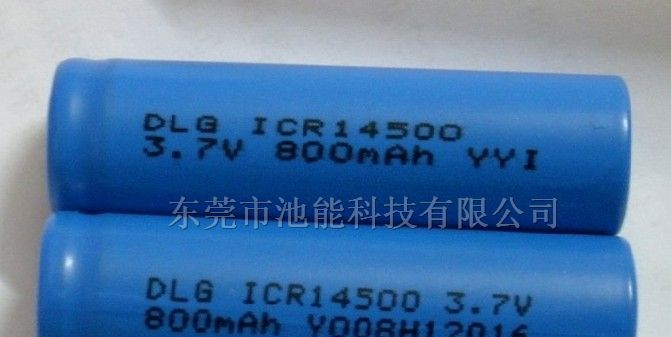 DLG ICR14500
3.7V 800mAh YYI
东莞市池能科技有限公司
DLG ICR14500 3.7V
800mAh Y008H12016